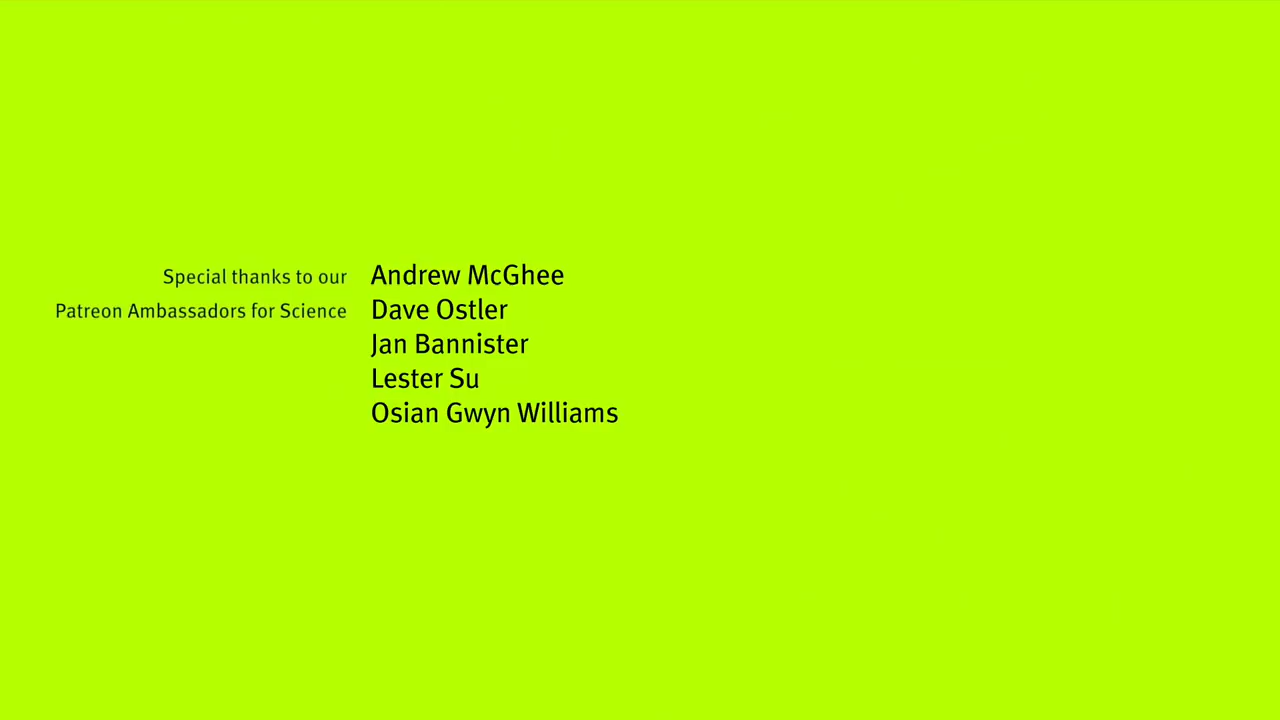 Special thanks to our Andrew McGhee
Patreon Ambassadors for Science Dave Ostler
Jan Bannister
Lester Su
Osian Gwyn Williams